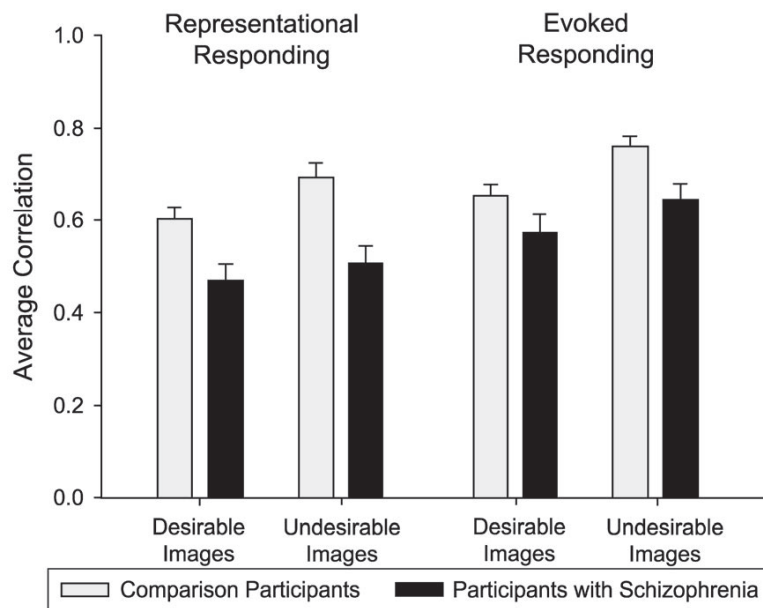 Representational
Responding
Evoked
Responding
Average Correlation
1.0
0.8
0.6
0.4
0.2
0.0
Desirable
Images
Undesirable
Images
Desirable
Images
Undesirable
Images
Comparison Participants
Participants with Schizophrenia